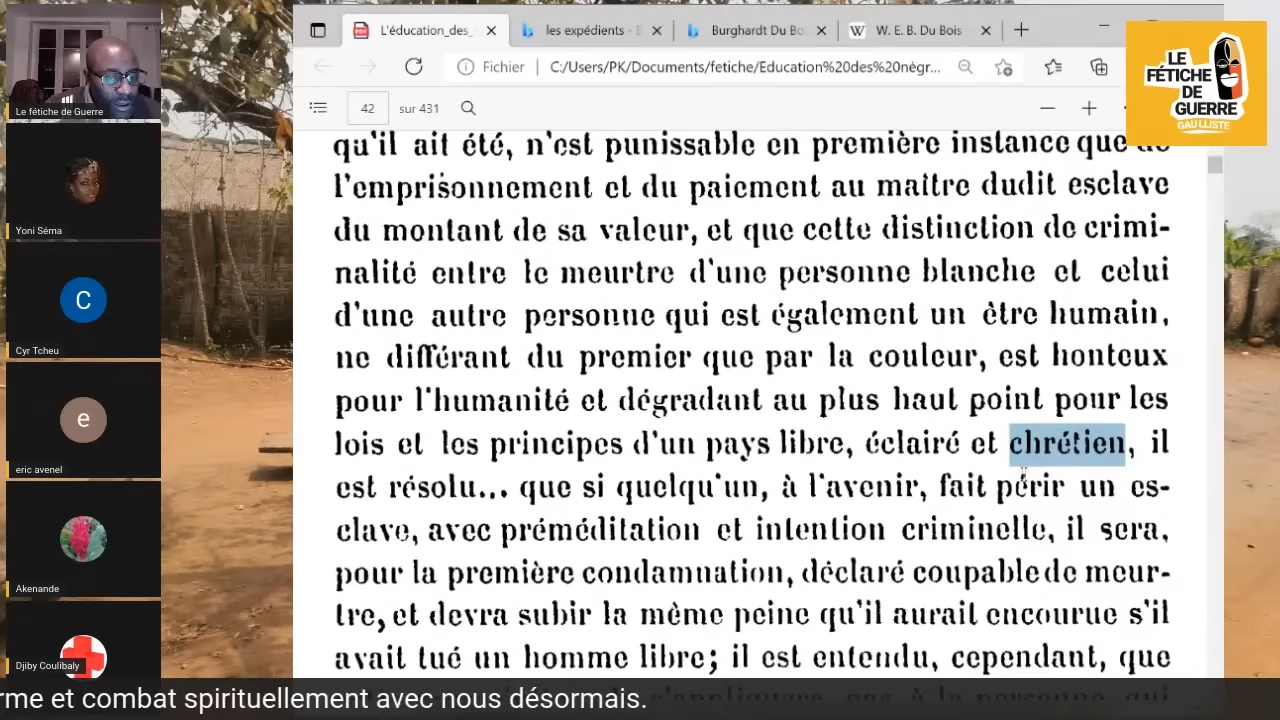 Le fétiche de Guerre
Yoni Séma
Cyr Tcheu
eric avenel
Akenande
Djiby Coulibaly
C
e
L'éducation_des_
les expédients -
Burghardt Du Bo
W. E. B. Du Bois
Fichier
C:/Users/PK/Documents/fetiche/Education%20des%20nègr...
42
sur 431
LE
FÉTICHE
DE
GUERRE
GAULLISTE
qu'il ait été, n'est punissable en première instance que de
l'emprisonnement et du paiement au maître dudit esclave
du montant de sa valeur, et que cette distinction de crimi-
nalité entre le meurtre d'une personne blanche et celui
d'une autre personne qui est également un être humain,
ne différant du premier que par la couleur, est honteux
pour l'humanité et dégradant au plus haut point pour les
lois et les principes d'un pays libre, éclairé et chrétien, il
est résolu... que si quelqu'un, à l'avenir, fait périr un es-
clave, avec préméditation et intention criminelle, il sera,
pour la première condamnation, déclaré coupable de meur-
tre, et devra subir la même peine qu'il aurait encourue s'il
avait tué un homme libre; il est entendu, cependant, que
s'appliquera pas à la personne qui
rme et combat spirituellement avec nous désormais.